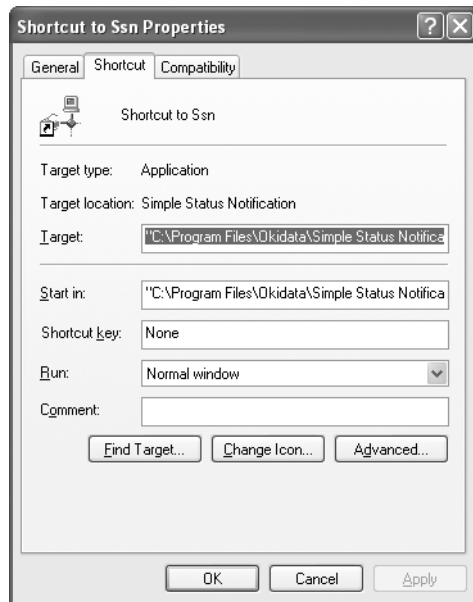 Shortcut to Ssn Properties
General Shortcut Compatibility
Shortcut to Ssn
Target type: Application
Target location: Simple Status Notification
Target: "C:\Program Files\Okidata\Simple Status Notifica
Start in: "C:\Program Files\Okidata\Simple Status Notifica
Shortcut key: None
Run: Normal window
Comment:
Find Target... Change Icon... Advanced...
OK Cancel Apply